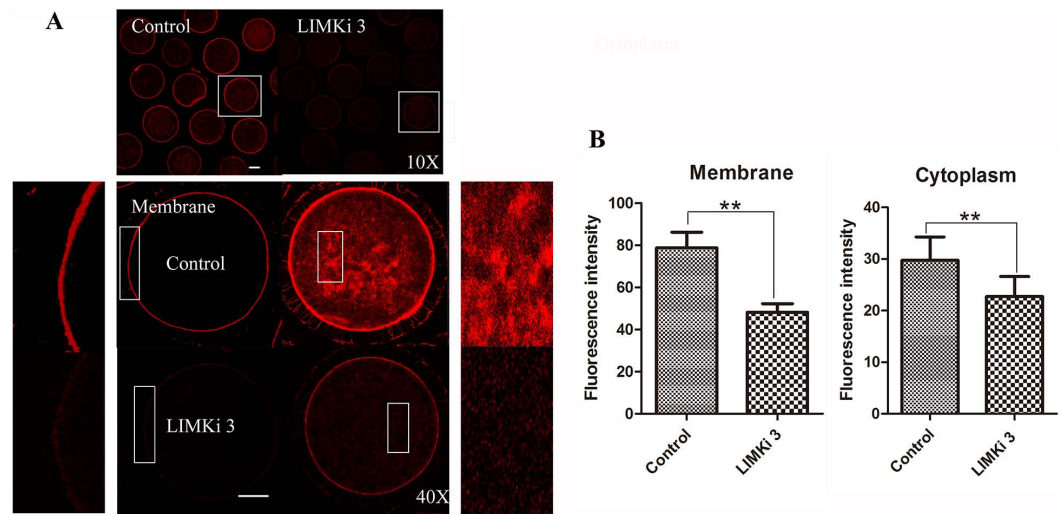 A
Control
LIMKi 3
10X
Membrane
Control
LIMKi 3
40X
Cytoplasm
B
Membrane
Fluorescence intensity
100
80
60
40
20
0
**
Control
LIMKi 3
Cytoplasm
Fluorescence intensity
40
30
20
10
0
**
Control
LIMKi 3